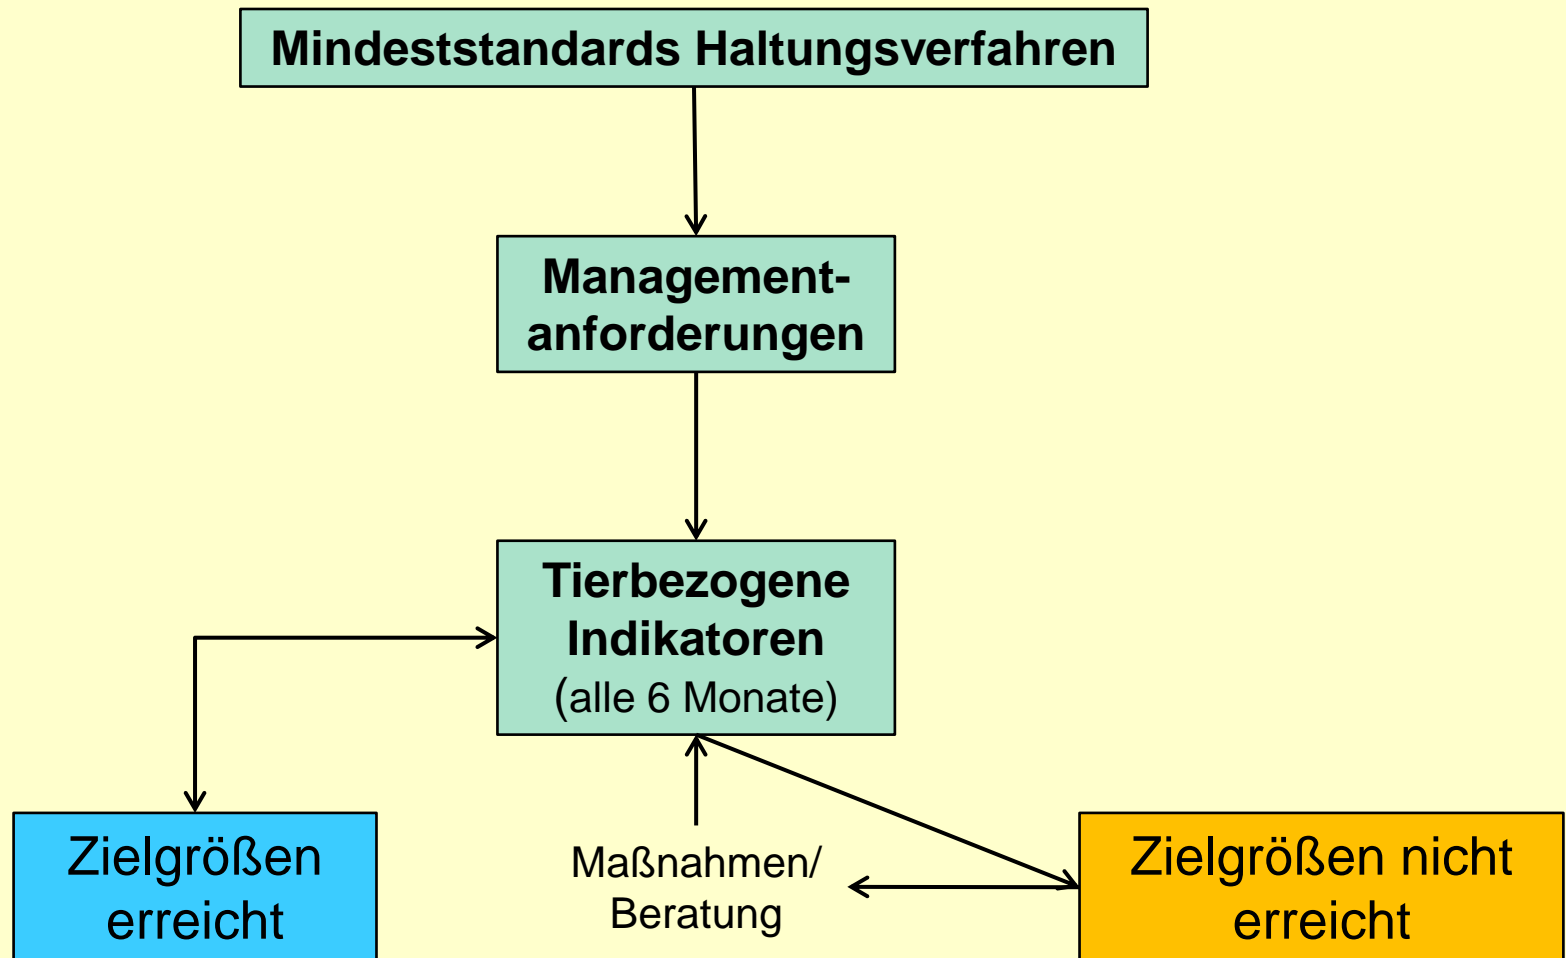 Mindeststandards Haltungsverfahren
Management-
anforderungen
Tierbezogene
Indikatoren
(alle 6 Monate)
Zielgrößen
erreicht
Maßnahmen/
Beratung
Zielgrößen nicht
erreicht